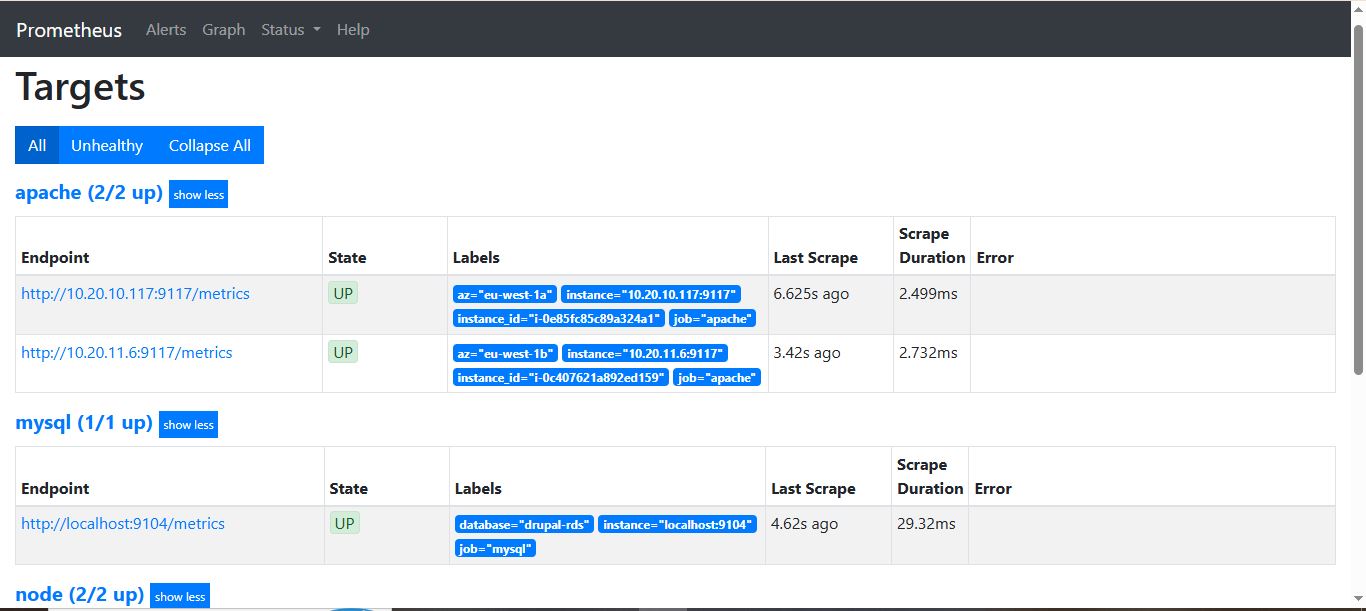 Prometheus Alerts Graph Status Help
Targets
All Unhealthy Collapse All
apache (2/2 up) show less
Endpoint State Labels Last Scrape Scrape Duration Error
http://10.20.10.117:9117/metrics UP az="eu-west-1a" instance="10.20.10.117:9117" 6.625s ago 2.499ms
instance_id="i-0e85fc85c89a324a1" job="apache"
http://10.20.11.6:9117/metrics UP az="eu-west-1b" instance="10.20.11.6:9117" 3.42s ago 2.732ms
instance_id="i-0c407621a892ed159" job="apache"
mysql (1/1 up) show less
Endpoint State Labels Last Scrape Scrape Duration Error
http://localhost:9104/metrics UP database="drupal-rds" instance="localhost:9104" 4.62s ago 29.32ms
job="mysql"
node (2/2 up) show less